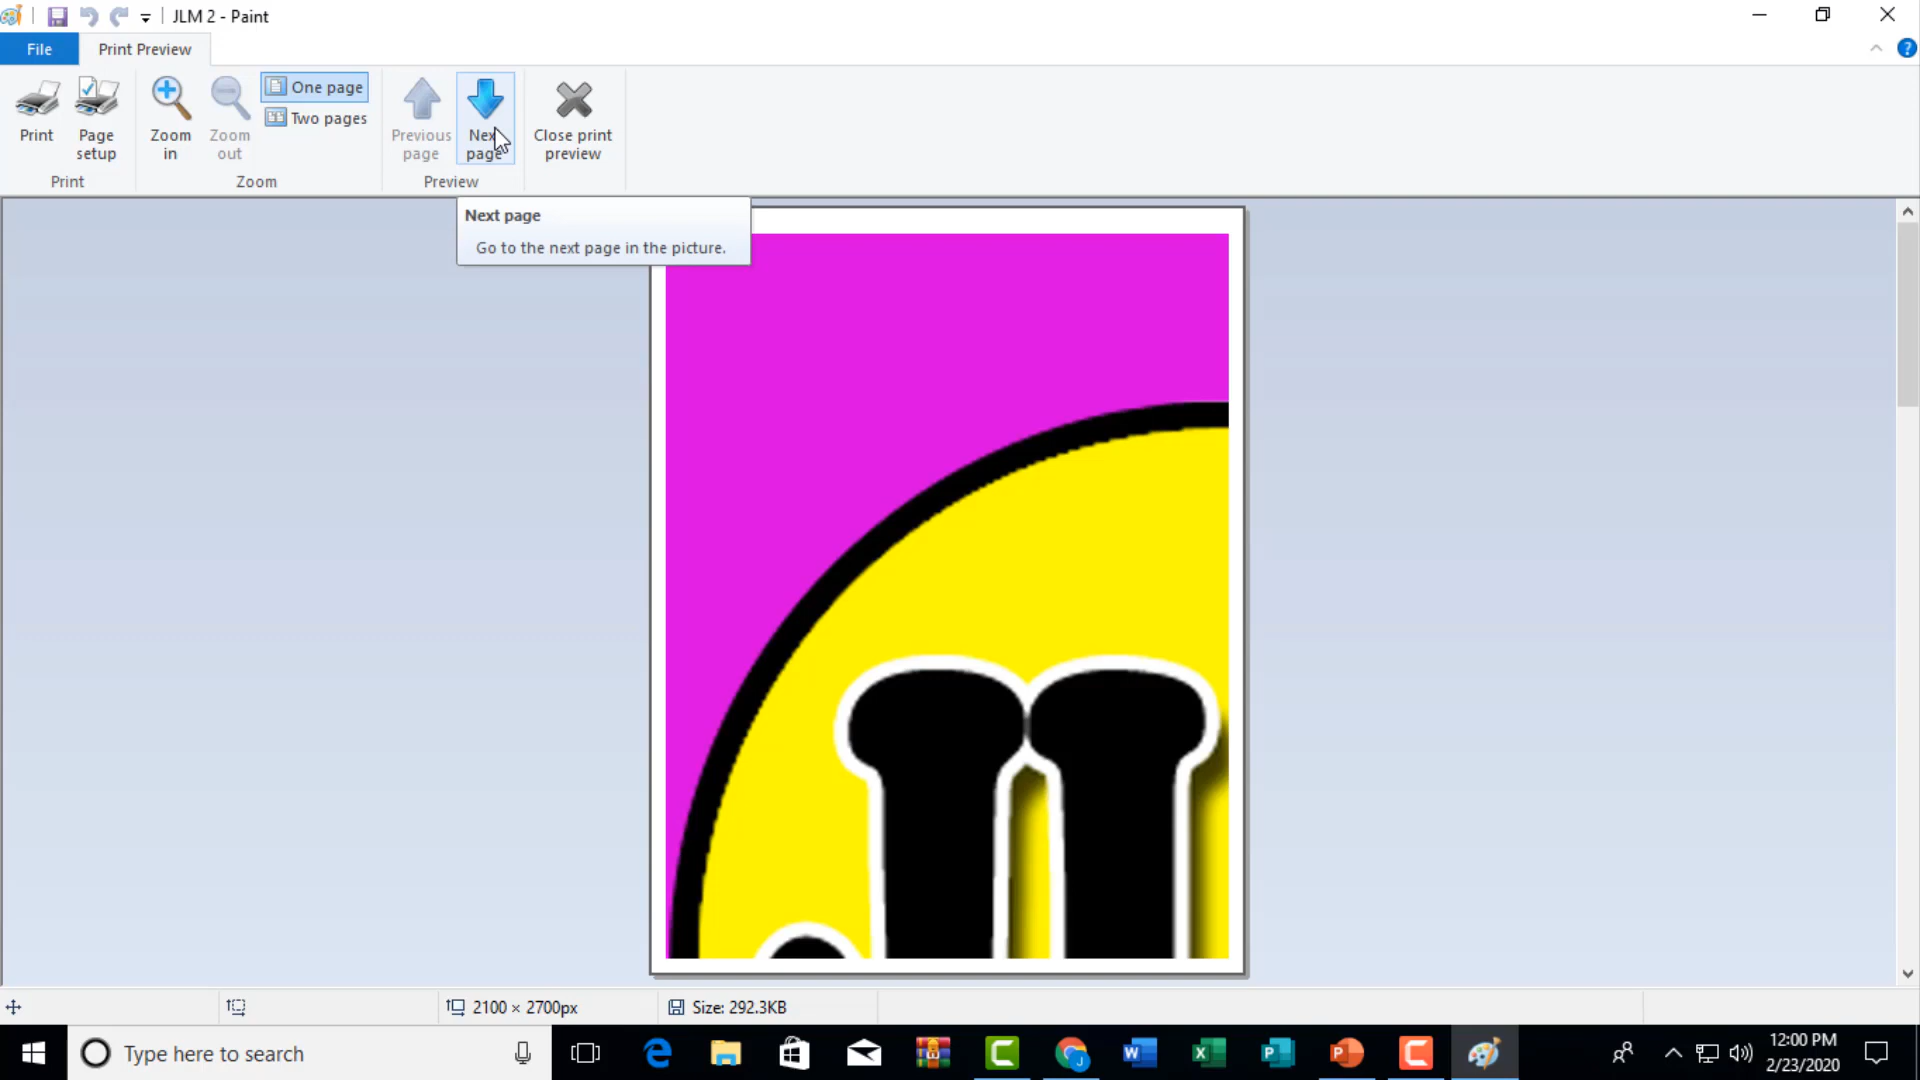 JLM 2 - Paint
File
Print Preview
Print
Page setup
Zoom in
Zoom out
One page
Two pages
Previous page
Next page
Close print preview
Print
Zoom
Preview
Next page
Go to the next page in the picture.
2100 × 2700px
Size: 292.3KB
Type here to search
12:00 PM
2/23/2020